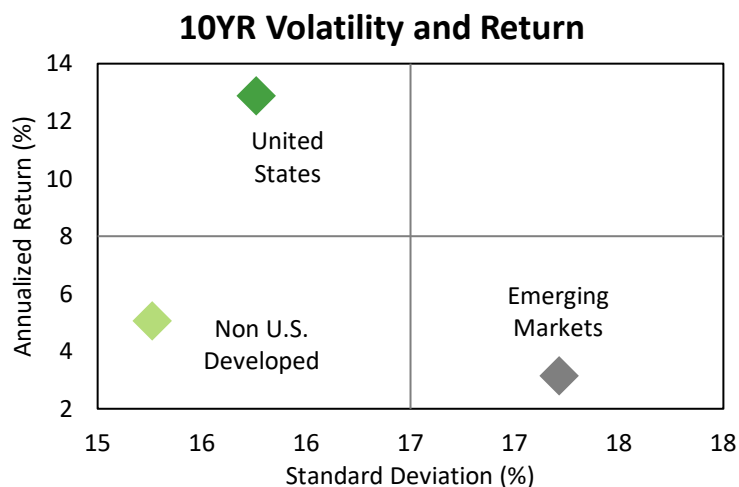 10YR Volatility and Return
Annualized Return (%)
14
12
10
8
6
4
2
United
States
Non U.S.
Developed
Emerging
Markets
15 16 16 17 17 18 18
Standard Deviation (%)